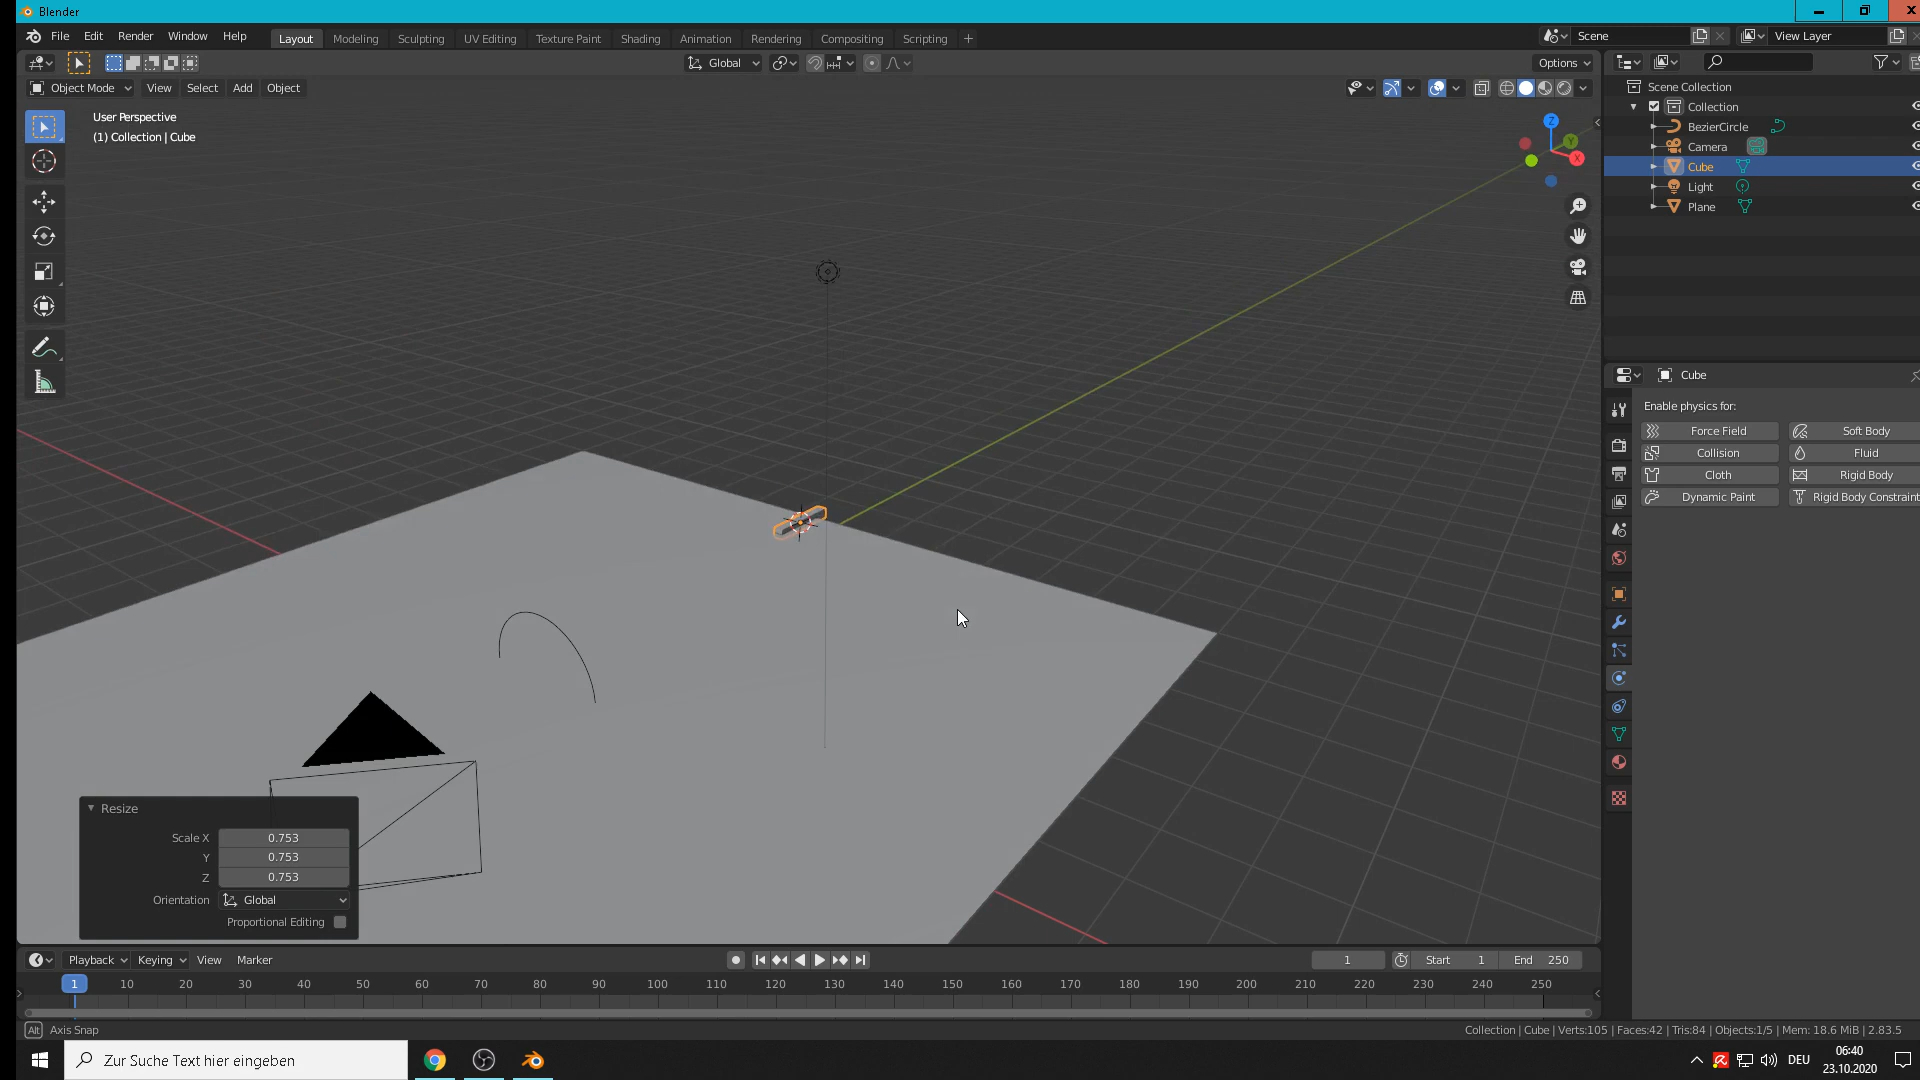 Blender
File Edit Render Window Help Layout Modeling Sculpting UV Editing Texture Paint Shading Animation Rendering Compositing Scripting + Scene View Layer
Global Options
Object Mode View Select Add Object
User Perspective
(1) Collection | Cube
Z
Y
X
Scene Collection
Collection
BezierCircle
Camera
Cube
Light
Plane
Cube
Enable physics for:
Force Field Soft Body
Collision Fluid
Cloth Rigid Body
Dynamic Paint Rigid Body Constraint
Resize
Scale X 0.753
Y 0.753
Z 0.753
Orientation Global
Proportional Editing
Playback Keying View Marker 1 Start 1 End 250
1 10 20 30 40 50 60 70 80 90 100 110 120 130 140 150 160 170 180 190 200 210 220 230 240 250
Alt Axis Snap Collection | Cube | Verts:105 | Faces:42 | Tris:84 | Objects:1/5 | Mem: 18.6 MiB | 2.83.5
Zur Suche Text hier eingeben DEU 06:40
23.10.2020